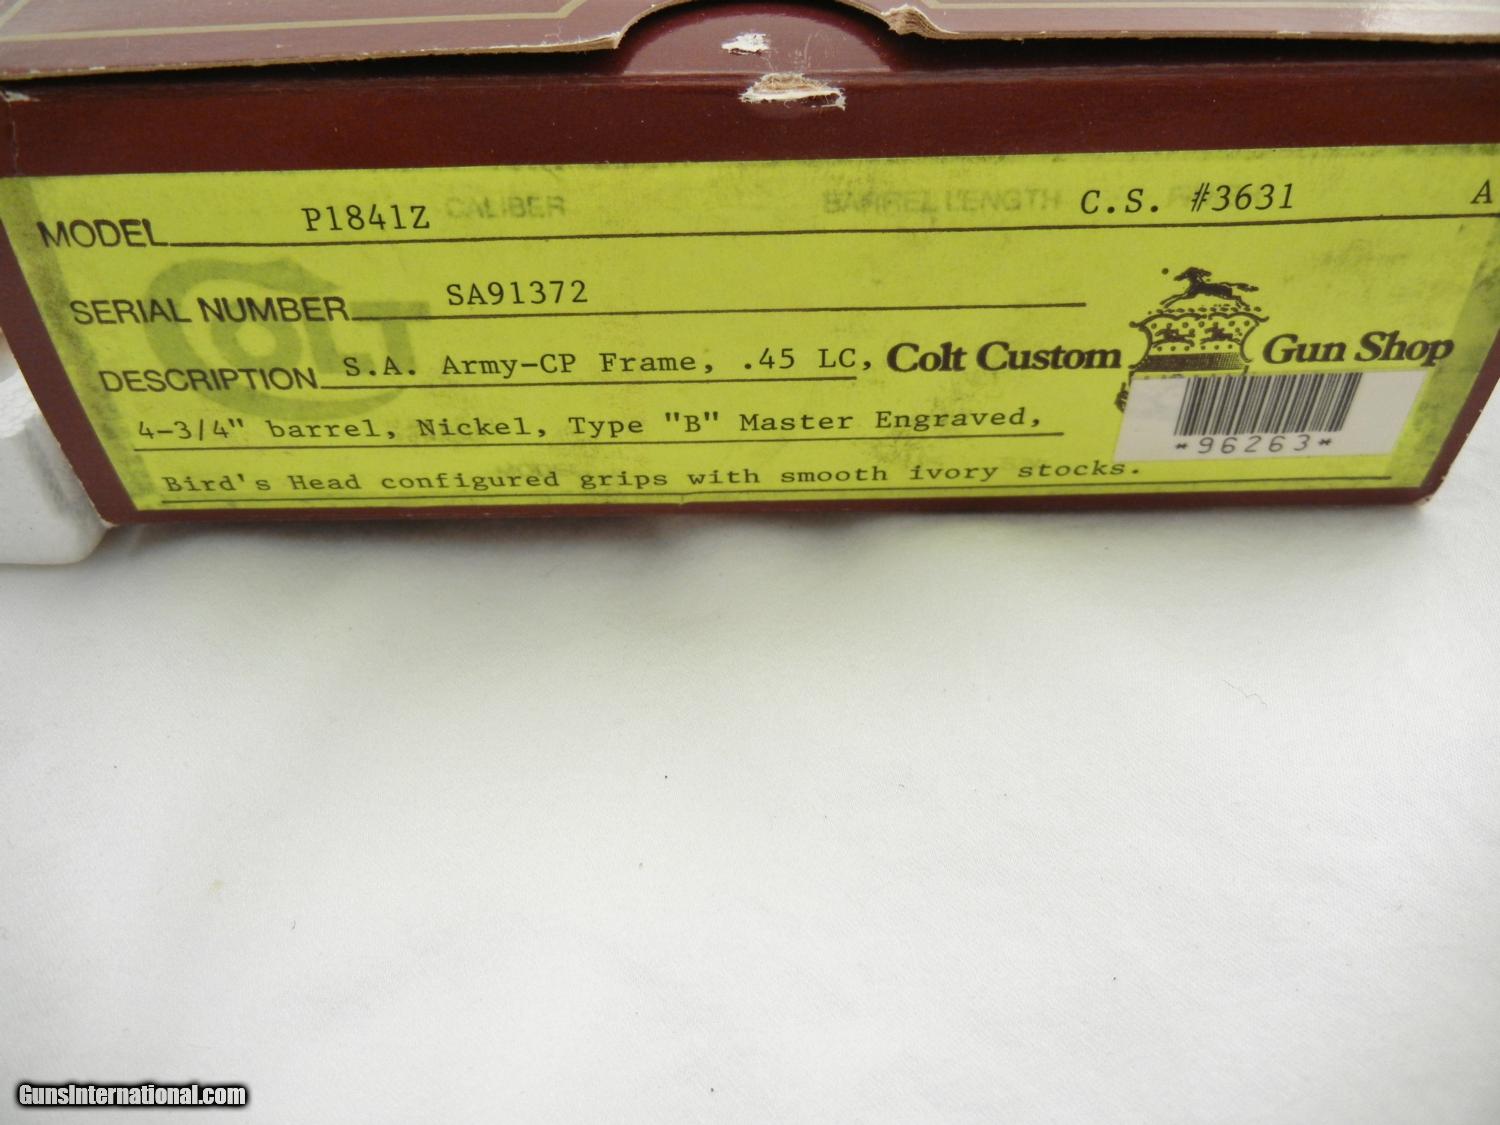 MODEL P1841Z CALIBER BARREL LENGTH C.S. #3631 A
SERIAL NUMBER SA91372
COLT
DESCRIPTION S.A. Army-CP Frame, .45 LC, Colt Custom Gun Shop
4-3/4" barrel, Nickel, Type "B" Master Engraved,
*96263*
Bird's Head configured grips with smooth ivory stocks.
GunsInternational.com